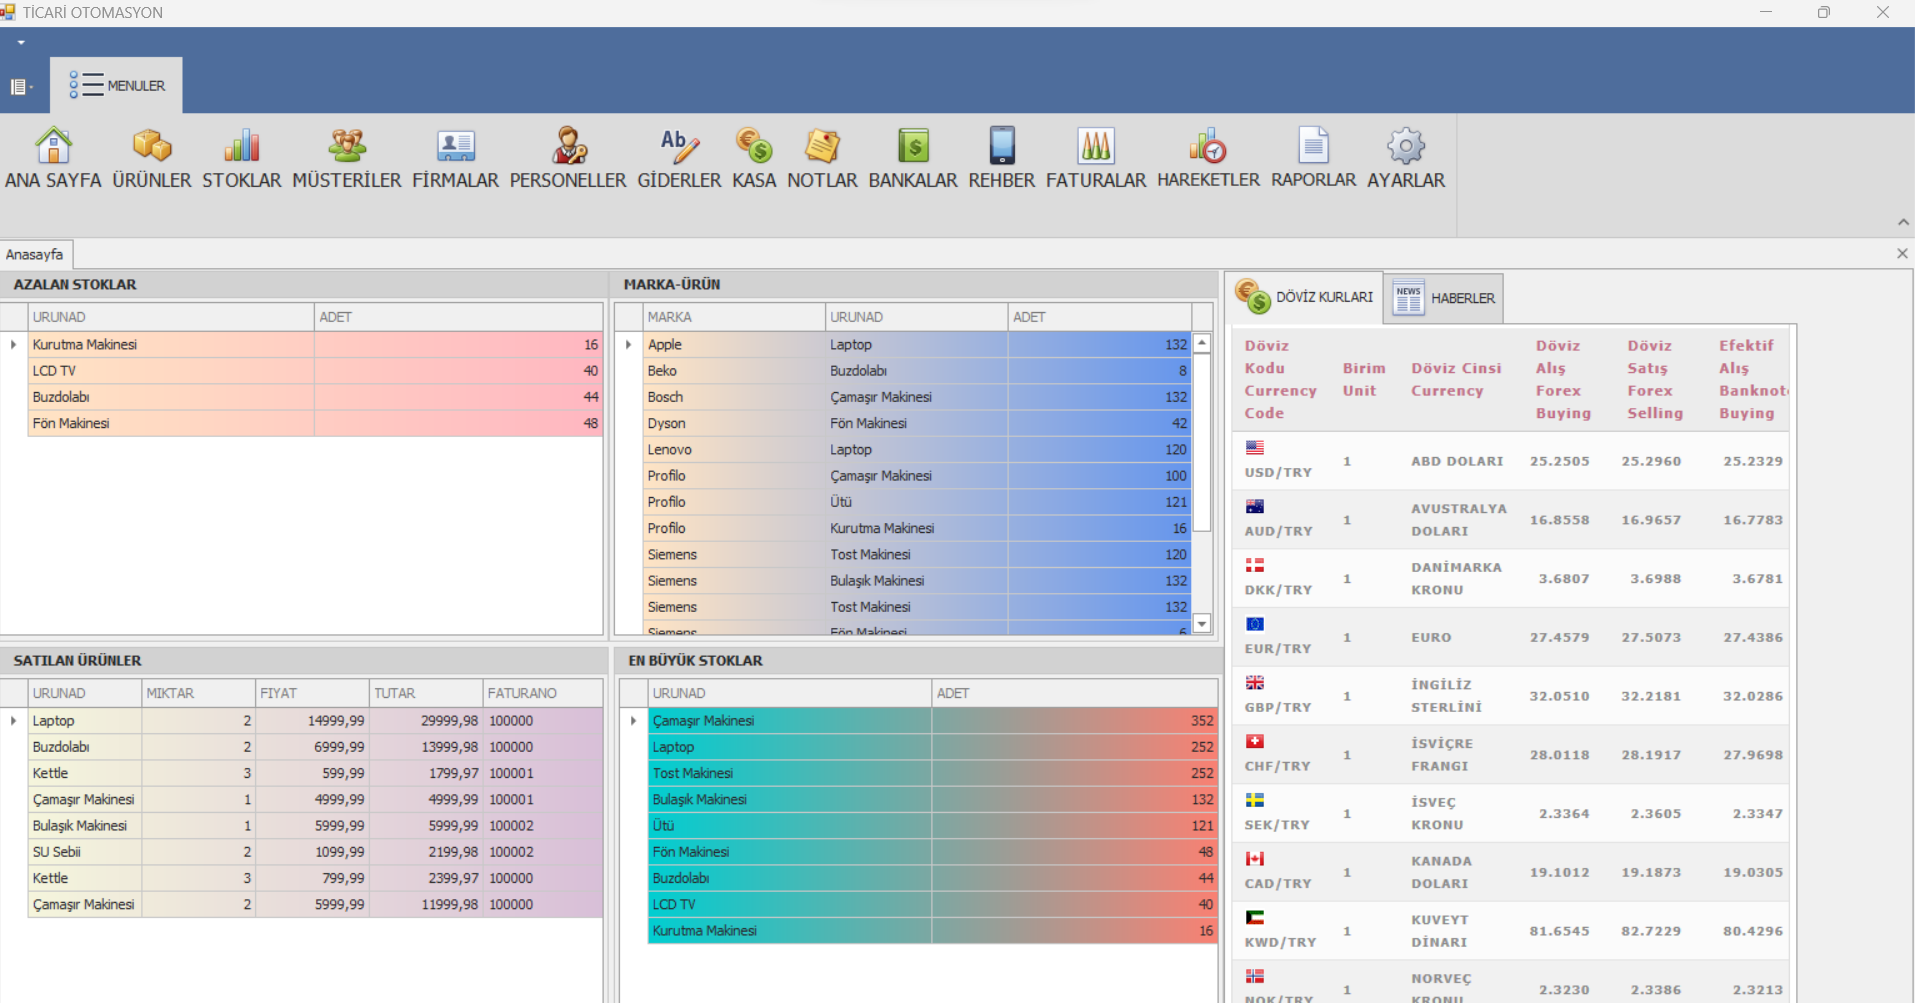 TİCARİ OTOMASYON
MENULER
ANA SAYFA ÜRÜNLER STOKLAR MÜSTERİLER FİRMALAR PERSONELLER GİDERLER KASA NOTLAR BANKALAR REHBER FATURALAR HAREKETLER RAPORLAR AYARLAR
Ab
Anasayfa
AZALAN STOKLAR
URUNAD ADET
Kurutma Makinesi 16
LCD TV 40
Buzdolabı 44
Fön Makinesi 48
MARKA-ÜRÜN
MARKA URUNAD ADET
Apple Laptop 132
Beko Buzdolabı 8
Bosch Çamaşır Makinesi 132
Dyson Fön Makinesi 42
Lenovo Laptop 120
Profilo Çamaşır Makinesi 100
Profilo Ütü 121
Profilo Kurutma Makinesi 16
Siemens Tost Makinesi 120
Siemens Bulaşık Makinesi 132
Siemens Tost Makinesi 132
Siemens Fön Makinesi 6
SATILAN ÜRÜNLER
URUNAD MIKTAR FIYAT TUTAR FATURANO
Laptop 2 14999,99 29999,98 100000
Buzdolabı 2 6999,99 13999,98 100000
Kettle 3 599,99 1799,97 100001
Çamaşır Makinesi 1 4999,99 4999,99 100001
Bulaşık Makinesi 1 5999,99 5999,99 100002
SU Sebii 2 1099,99 2199,98 100002
Kettle 3 799,99 2399,97 100000
Çamaşır Makinesi 2 5999,99 11999,98 100000
EN BÜYÜK STOKLAR
URUNAD ADET
Çamaşır Makinesi 352
Laptop 252
Tost Makinesi 252
Bulaşık Makinesi 132
Ütü 121
Fön Makinesi 48
Buzdolabı 44
LCD TV 40
Kurutma Makinesi 16
DÖVİZ KURLARI
NEWS
HABERLER
Döviz Döviz Döviz Efektif
Kodu Birim Döviz Cinsi Alış Satış Alış
Currency Unit Currency Forex Forex Banknot
Code Buying Selling Buying
USD/TRY 1 ABD DOLARI 25.2505 25.2960 25.2329
AVUSTRALYA
AUD/TRY 1 DOLARI 16.8558 16.9657 16.7783
DANİMARKA
DKK/TRY 1 KRONU 3.6807 3.6988 3.6781
EUR/TRY 1 EURO 27.4579 27.5073 27.4386
İNGİLİZ
GBP/TRY 1 STERLİNİ 32.0510 32.2181 32.0286
İSVİÇRE
CHF/TRY 1 FRANGI 28.0118 28.1917 27.9698
İSVEÇ
SEK/TRY 1 KRONU 2.3364 2.3605 2.3347
KANADA
CAD/TRY 1 DOLARI 19.1012 19.1873 19.0305
KUVEYT
KWD/TRY 1 DİNARI 81.6545 82.7229 80.4296
NORVEÇ
NOK/TRY 1 KRONU 2.3230 2.3386 2.3213